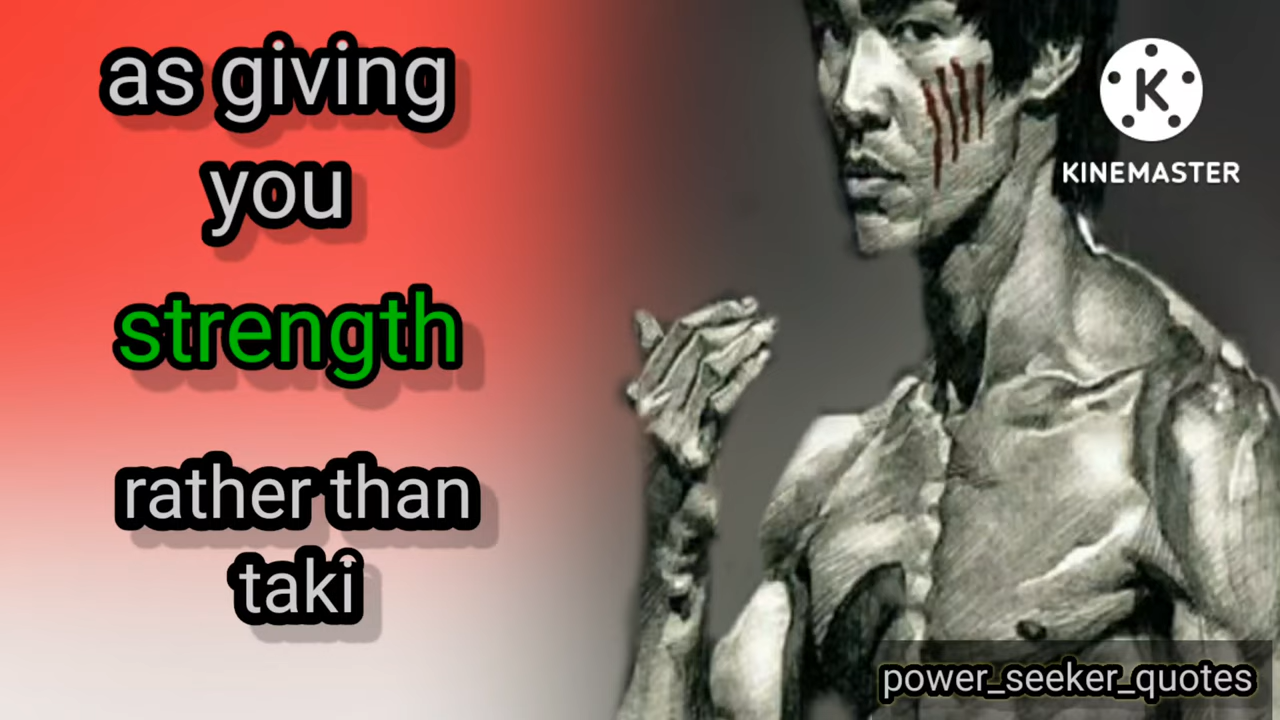 as giving
you
strength
rather than
taki
K
KINEMASTER
power_seeker_quotes